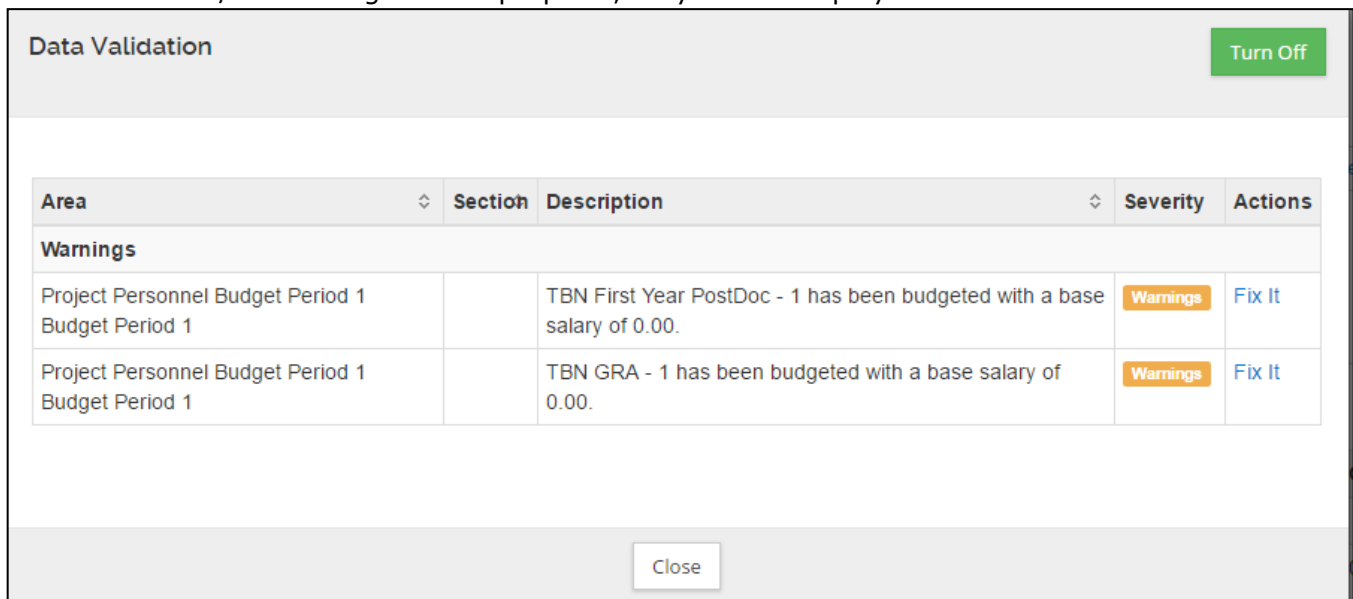 Data Validation
Turn Off
Area Section Description Severity Actions
Warnings
Project Personnel Budget Period 1
Budget Period 1
TBN First Year PostDoc - 1 has been budgeted with a base
salary of 0.00.
Warnings
Fix It
Project Personnel Budget Period 1
Budget Period 1
TBN GRA - 1 has been budgeted with a base salary of
0.00.
Warnings
Fix It
Close